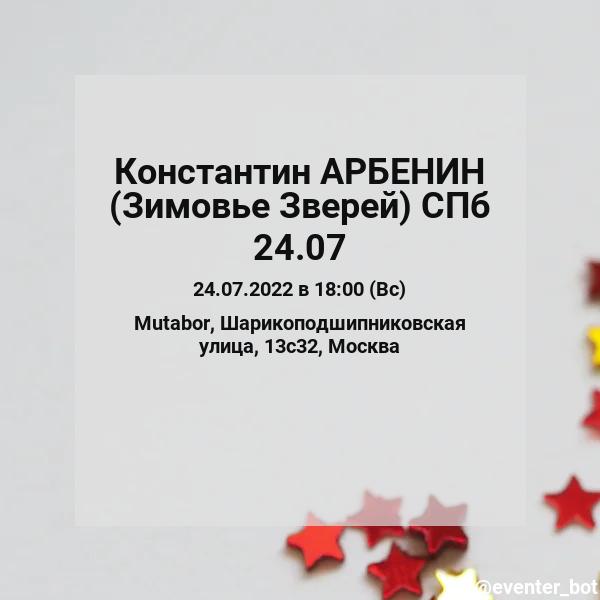 Константин АРБЕНИН
(Зимовье Зверей) СПб
24.07
24.07.2022 в 18:00 (Вс)
Mutabor, Шарикоподшипниковская
улица, 13с32, Москва
@eventer_bot